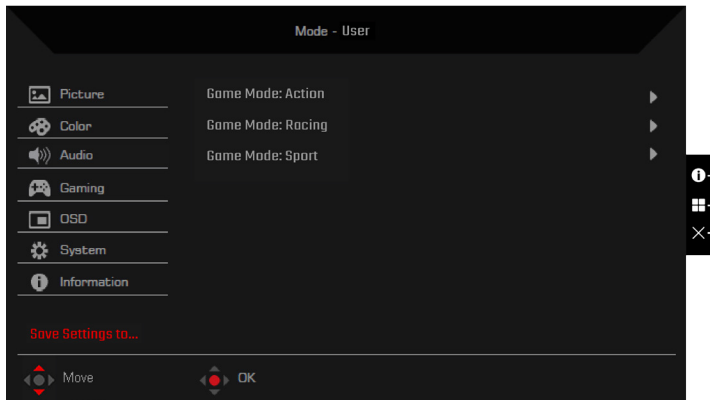 Mode - User
Picture
Game Mode: Action
Color
Game Mode: Racing
Audio
Game Mode: Sport
Gaming
OSD
System
Information
Save Settings to...
Move
OK